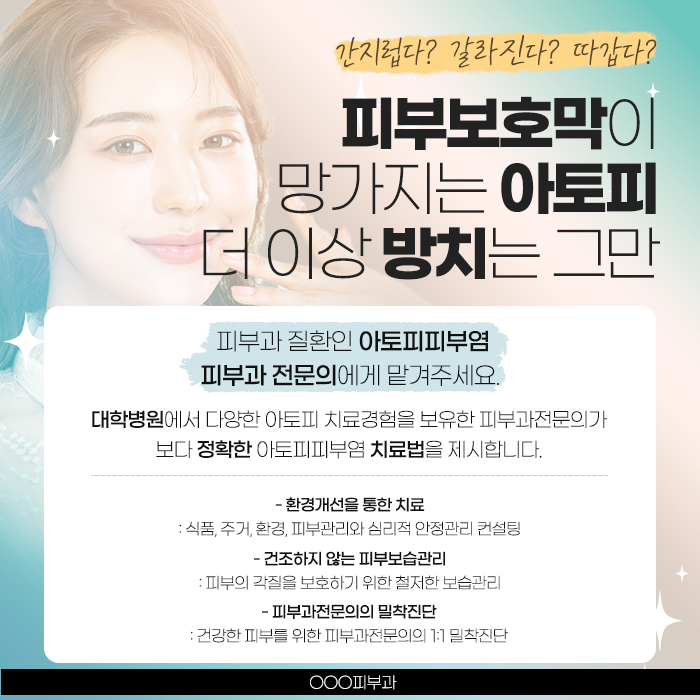 간지럽다? 갈라진다? 따갑다?
피부보호막이
망가지는 아토피
더 이상 방치는 그만
피부과 질환인 아토피피부염
피부과 전문의에게 맡겨주세요.
대학병원에서 다양한 아토피 치료경험을 보유한 피부과전문의가
보다 정확한 아토피피부염 치료법을 제시합니다.
- 환경개선을 통한 치료
: 식품, 주거, 환경, 피부관리와 심리적 안정관리 컨설팅
- 건조하지 않는 피부보습관리
: 피부의 각질을 보호하기 위한 철저한 보습관리
- 피부과전문의의 밀착진단
: 건강한 피부를 위한 피부과전문의의 1:1 밀착진단
OOO피부과